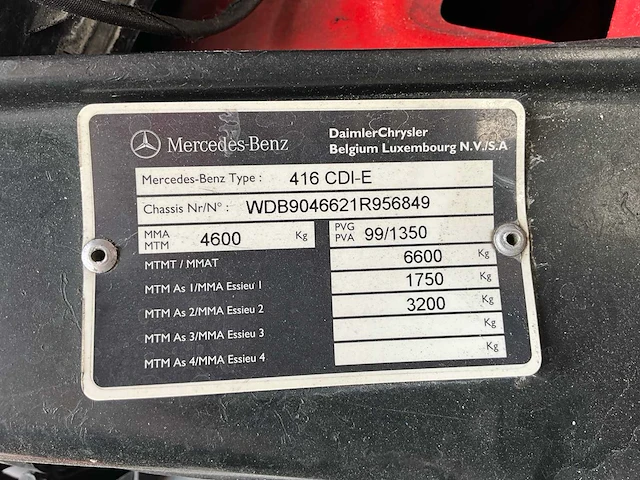 Mercedes-Benz
DaimlerChrysler
Belgium Luxembourg N.V./S.A
Mercedes-Benz Type : 416 CDI-E
Chassis Nr/N° : WDB9046621R956849
MMA
MTM 4600 Kg
PVG
PVA 99/1350
MTMT / MMAT 6600 Kg
MTM As 1/MMA Essieu 1 1750 Kg
MTM As 2/MMA Essieu 2 3200 Kg
MTM As 3/MMA Essieu 3 Kg
MTM As 4/MMA Essieu 4 Kg